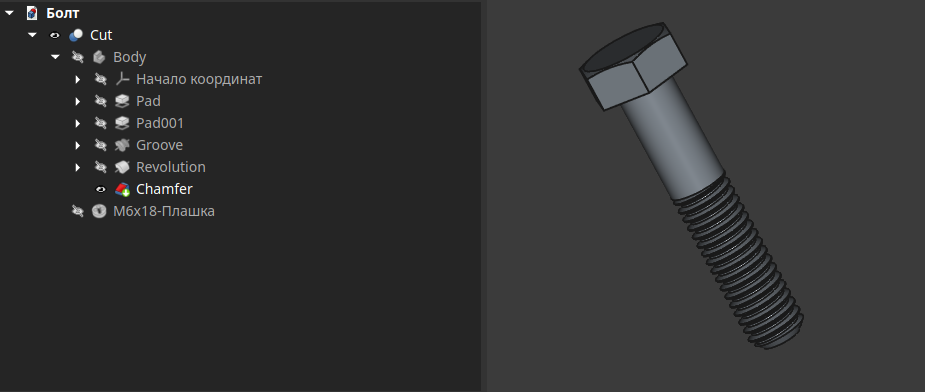 Болт
Cut
Body
Начало координат
Pad
Pad001
Groove
Revolution
Chamfer
M6x18-Плашка